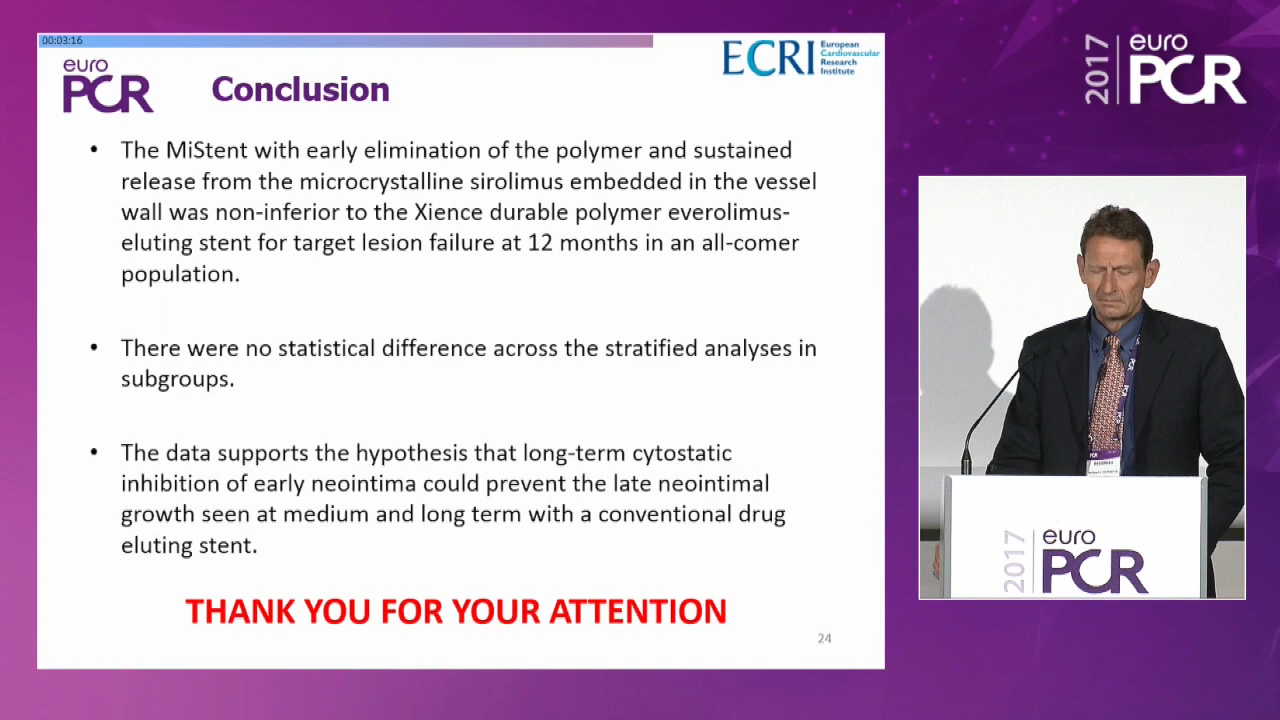 00:03:16
euro
PCR
Conclusion
ECRI
European
Cardiovascular
Research
Institute
• The MiStent with early elimination of the polymer and sustained
release from the microcrystalline sirolimus embedded in the vessel
wall was non-inferior to the Xience durable polymer everolimus-
eluting stent for target lesion failure at 12 months in an all-comer
population.
• There were no statistical difference across the stratified analyses in
subgroups.
• The data supports the hypothesis that long-term cytostatic
inhibition of early neointima could prevent the late neointimal
growth seen at medium and long term with a conventional drug
eluting stent.
THANK YOU FOR YOUR ATTENTION
24
2017
euro
PCR
PCR
2017
euro
PCR